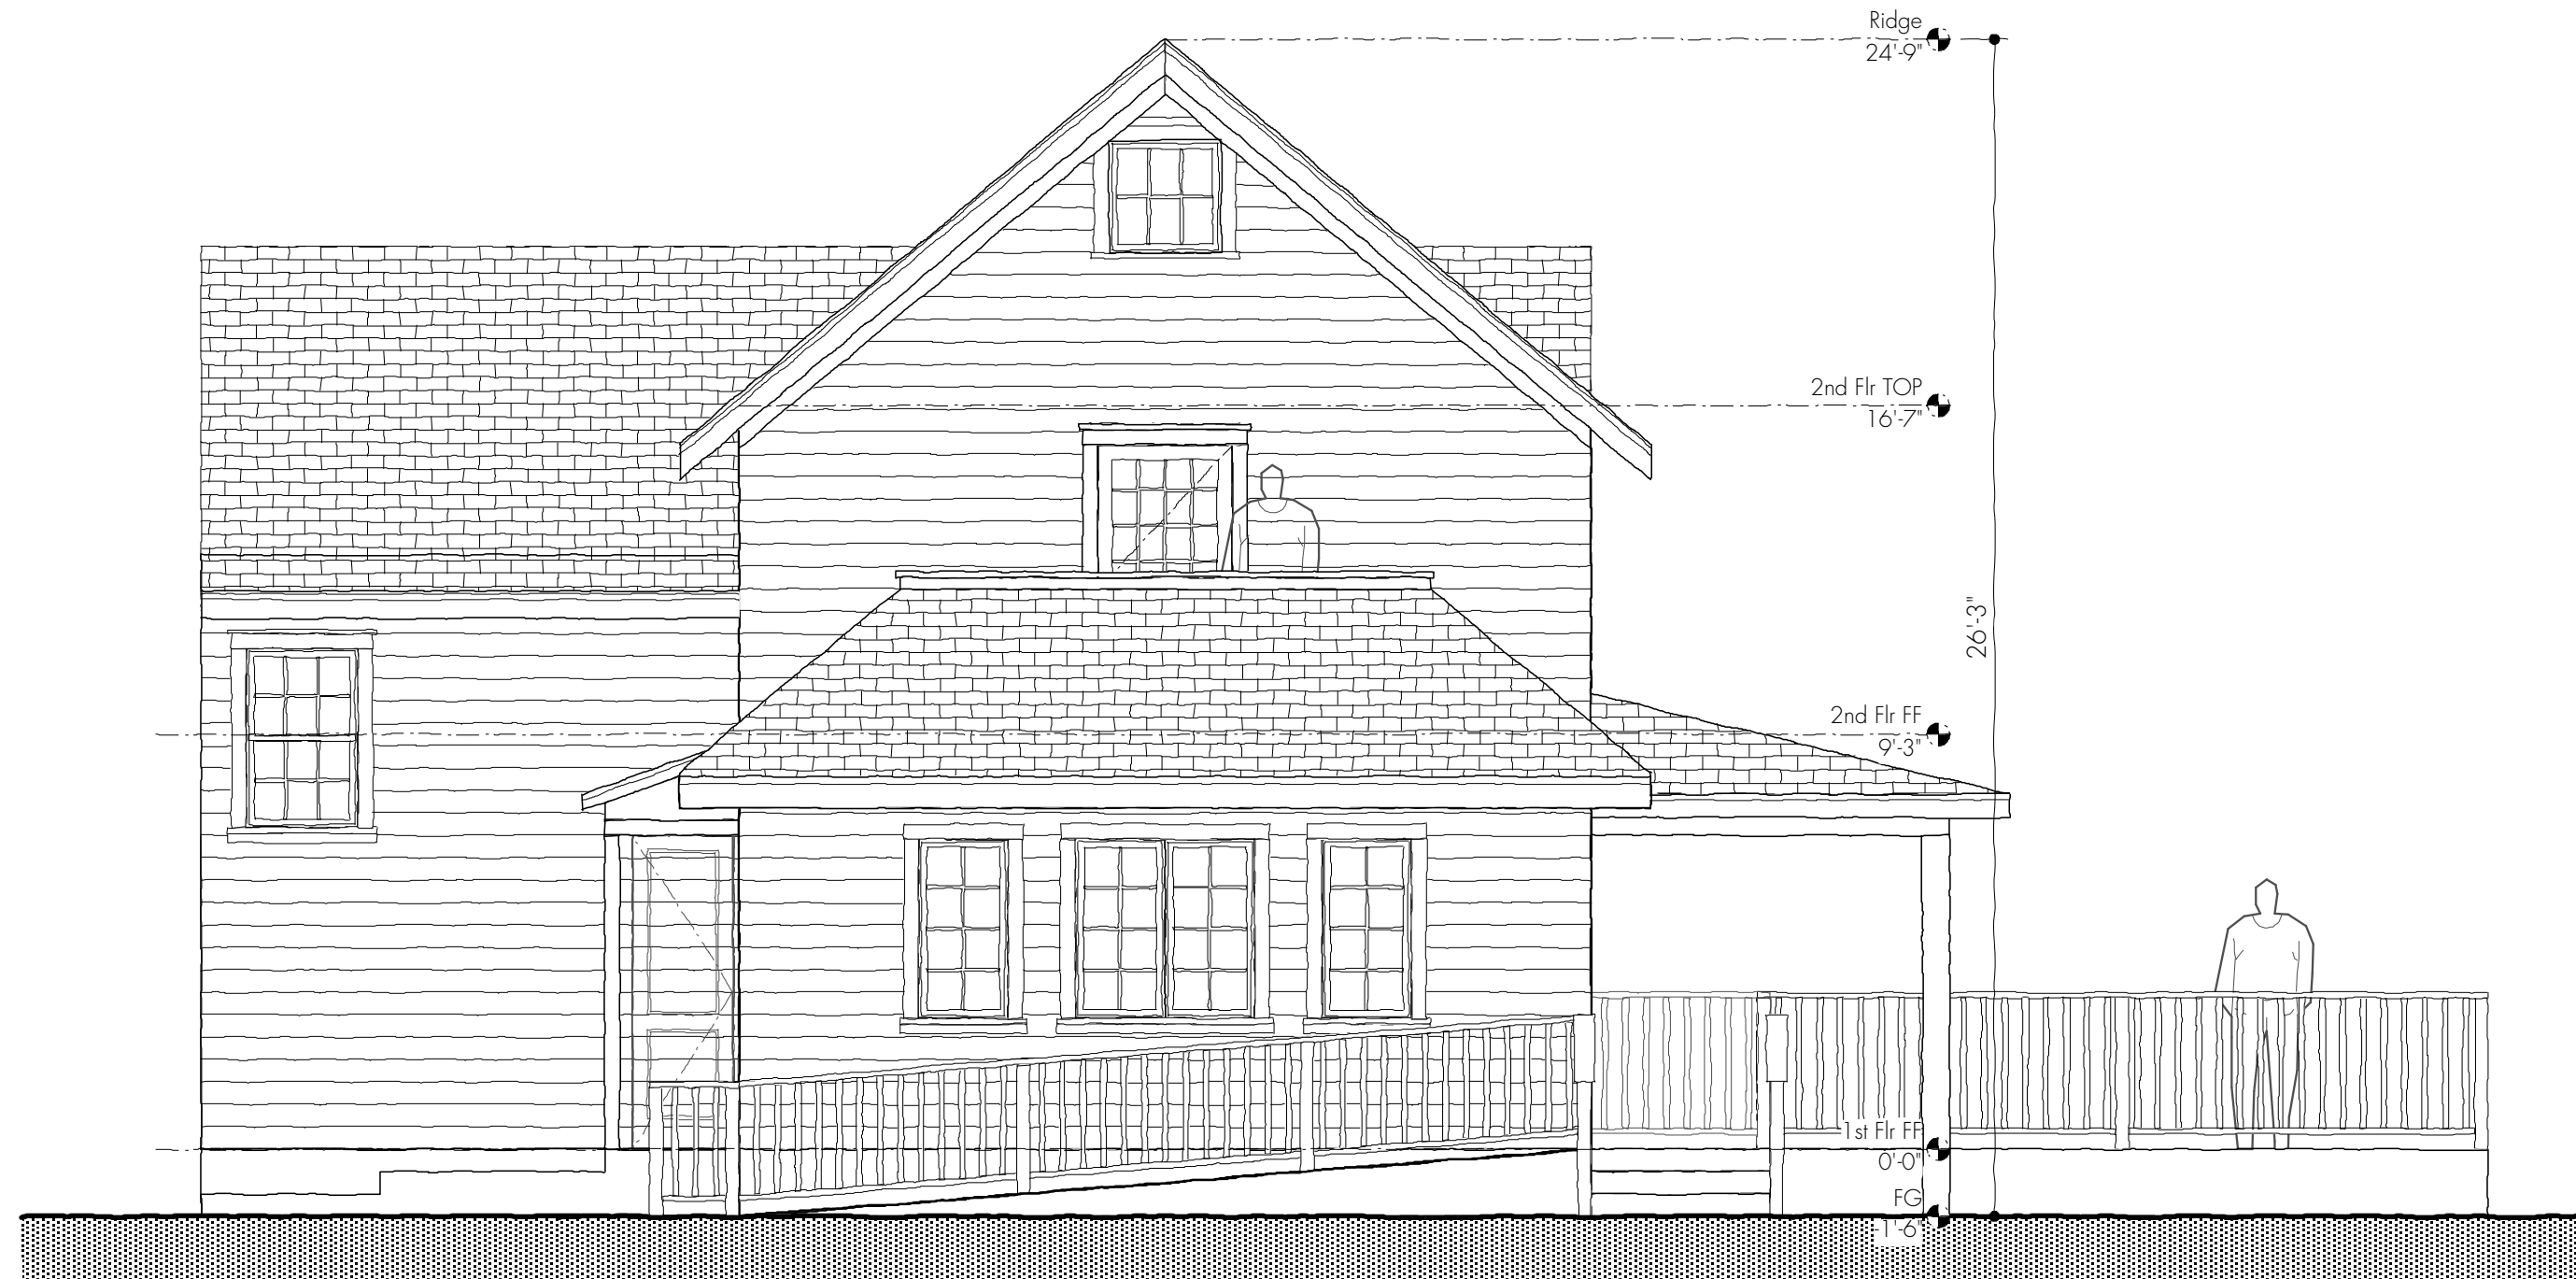 Ridge
24'-9"
2nd Flr TOP
16'-7"
26'-3"
2nd Flr FF
9'-3"
1st Flr FF
0'-0"
FG
-1'-6"